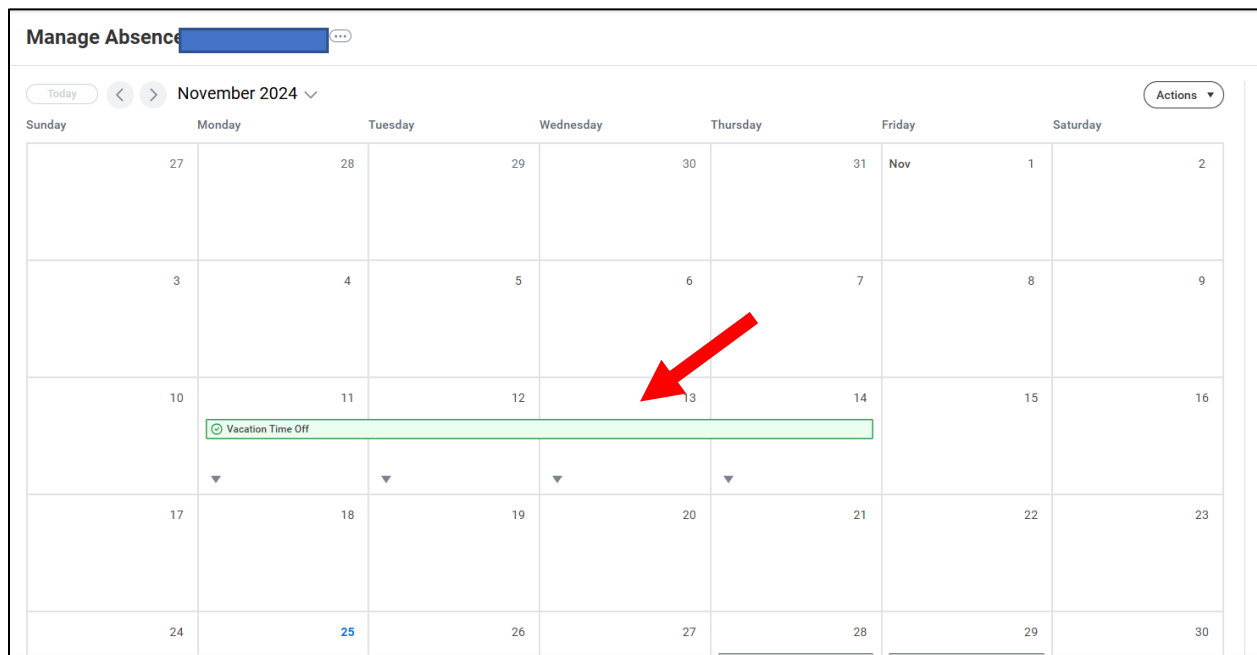 Manage Absence
Today November 2024 Actions
Sunday Monday Tuesday Wednesday Thursday Friday Saturday
27 28 29 30 31 Nov 1 2
3 4 5 6 7 8 9
10 11 12 13 14 15 16
Vacation Time Off
17 18 19 20 21 22 23
24 25 26 27 28 29 30